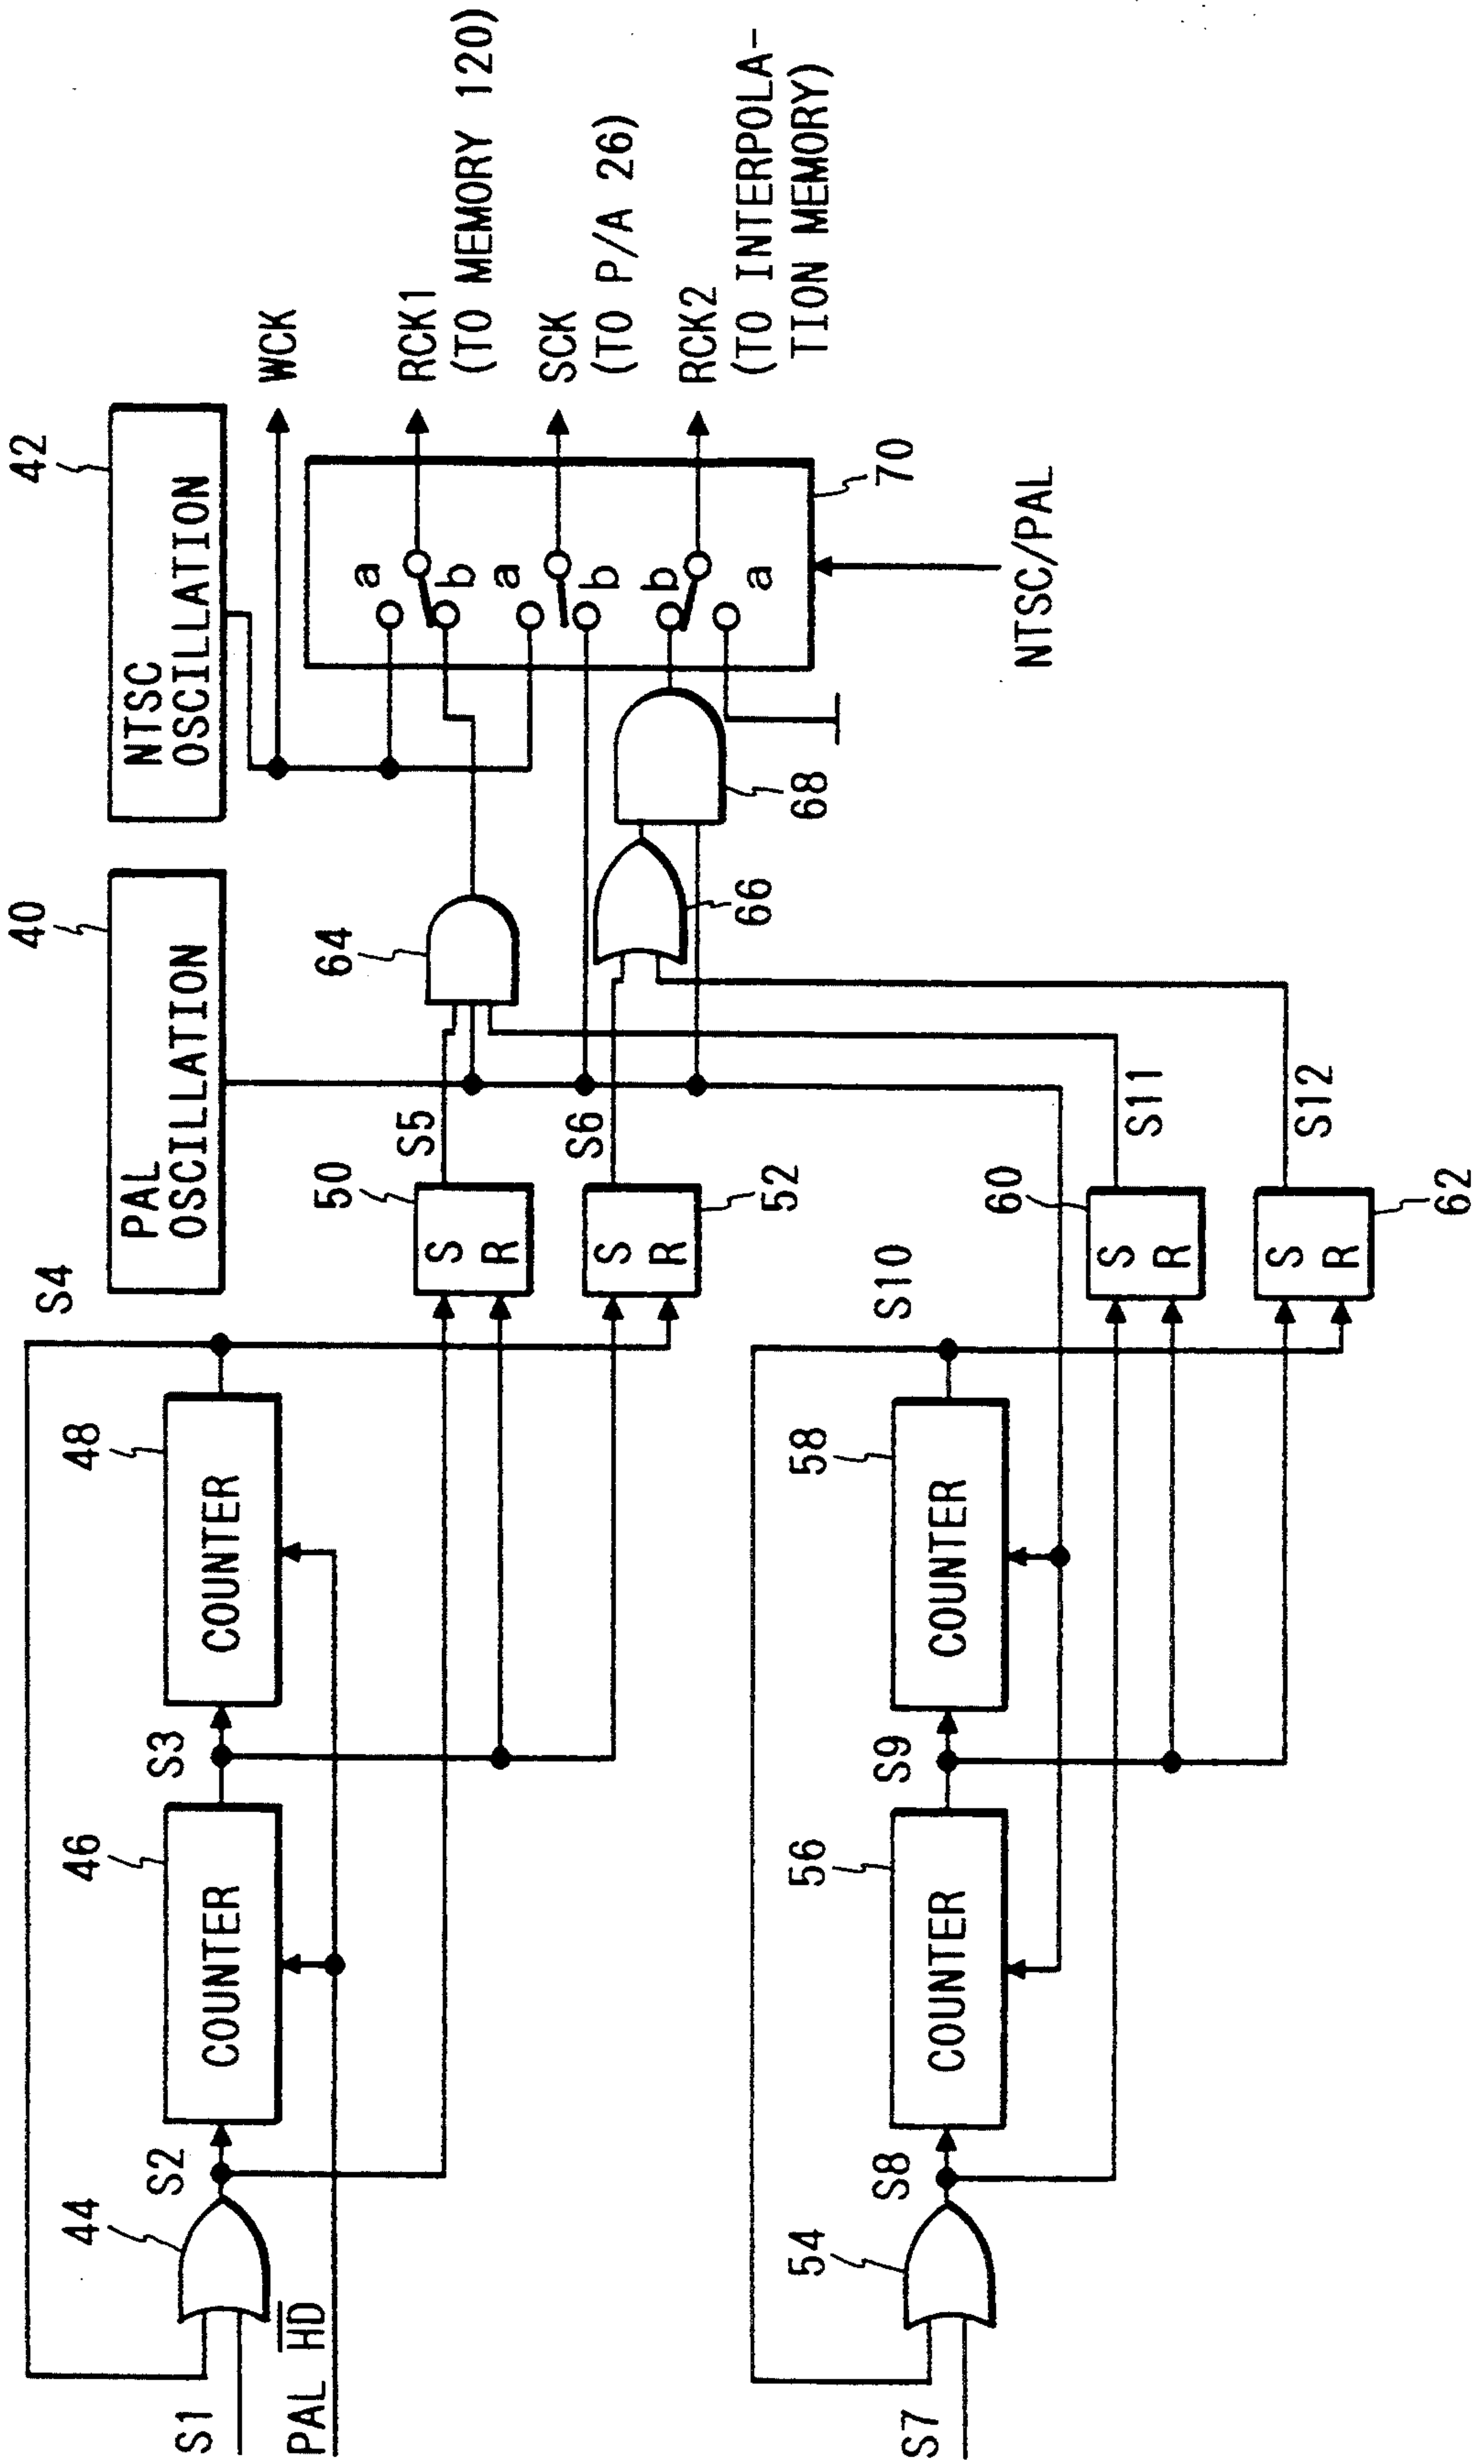 S4
40
PAL
OSCILLATION
42
NTSC
OSCILLATION
WCK
44
S2
46
COUNTER
S3
48
COUNTER
S1
PAL HD
50
S
R
S5
64
a
b
RCK1
(TO MEMORY 120)
S6
S
R
52
a
b
SCK
(TO P/A 26)
66
68
b
a
RCK2
(TO INTERPOLA-
TION MEMORY)
70
NTSC/PAL
S10
54
S8
56
COUNTER
S9
58
COUNTER
S7
60
S
R
S11
S
R
62
S12